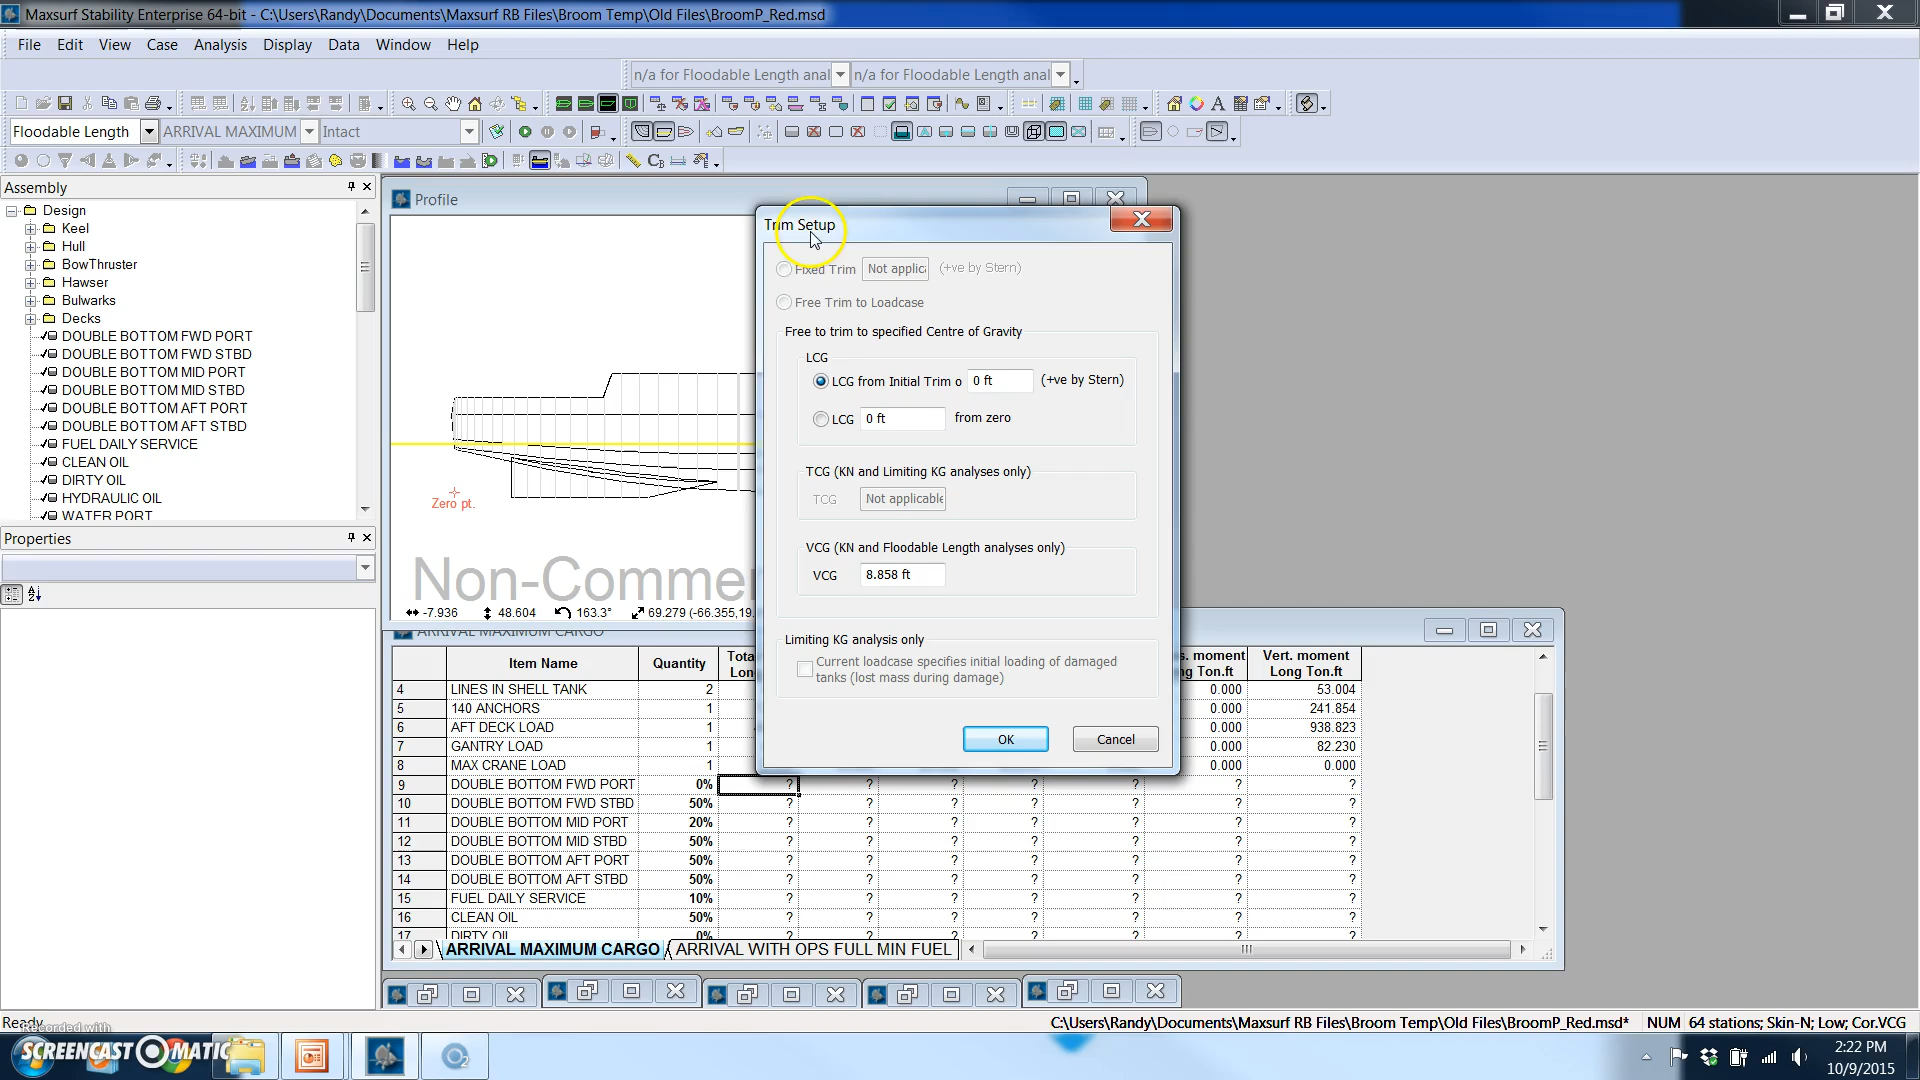 Maxsurf Stability Enterprise 64-bit - C:\Users\Randy\Documents\Maxsurf RB Files\Broom Temp\Old Files\BroomP_Red.msd
File Edit View Case Analysis Display Data Window Help
n/a for Floodable Length anal n/a for Floodable Length anal
Floodable Length ARRIVAL MAXIMUM Intact
Assembly
Design
Keel
Hull
BowThruster
Hawser
Bulwarks
Decks
DOUBLE BOTTOM FWD PORT
DOUBLE BOTTOM FWD STBD
DOUBLE BOTTOM MID PORT
DOUBLE BOTTOM MID STBD
DOUBLE BOTTOM AFT PORT
DOUBLE BOTTOM AFT STBD
FUEL DAILY SERVICE
CLEAN OIL
DIRTY OIL
HYDRAULIC OIL
WATER PORT
Properties
Profile
Zero pt.
Non-Comme
-7.936 48.604 163.3° 69.279 (-66.355,19.
Trim Setup
Fixed Trim Not applica (+ve by Stern)
Free Trim to Loadcase
Free to trim to specified Centre of Gravity
LCG
LCG from Initial Trim o 0 ft (+ve by Stern)
LCG 0 ft from zero
TCG (KN and Limiting KG analyses only)
TCG Not applicable
VCG (KN and Floodable Length analyses only)
VCG 8.858 ft
Limiting KG analysis only
Current loadcase specifies initial loading of damaged
tanks (lost mass during damage)
OK Cancel
ARRIVAL MAXIMUM CARGO
Item Name Quantity Tota s. moment Vert. moment
Lon ng Ton.ft Long Ton.ft
4 LINES IN SHELL TANK 2 0.000 53.004
5 140 ANCHORS 1 0.000 241.854
6 AFT DECK LOAD 1 0.000 938.823
7 GANTRY LOAD 1 0.000 82.230
8 MAX CRANE LOAD 1 0.000 0.000
9 DOUBLE BOTTOM FWD PORT 0% ? ? ? ? ? ? ?
10 DOUBLE BOTTOM FWD STBD 50% ? ? ? ? ? ? ?
11 DOUBLE BOTTOM MID PORT 20% ? ? ? ? ? ? ?
12 DOUBLE BOTTOM MID STBD 50% ? ? ? ? ? ? ?
13 DOUBLE BOTTOM AFT PORT 50% ? ? ? ? ? ? ?
14 DOUBLE BOTTOM AFT STBD 50% ? ? ? ? ? ? ?
15 FUEL DAILY SERVICE 10% ? ? ? ? ? ? ?
16 CLEAN OIL 50% ? ? ? ? ? ? ?
17 DIRTY OIL 0% ? ? ? ? ? ? ?
ARRIVAL MAXIMUM CARGO ARRIVAL WITH OPS FULL MIN FUEL
Ready C:\Users\Randy\Documents\Maxsurf RB Files\Broom Temp\Old Files\BroomP_Red.msd* NUM 64 stations; Skin-N; Low; Cor.VCG
Recorded with
SCREENCAST MATIC
2:22 PM
10/9/2015